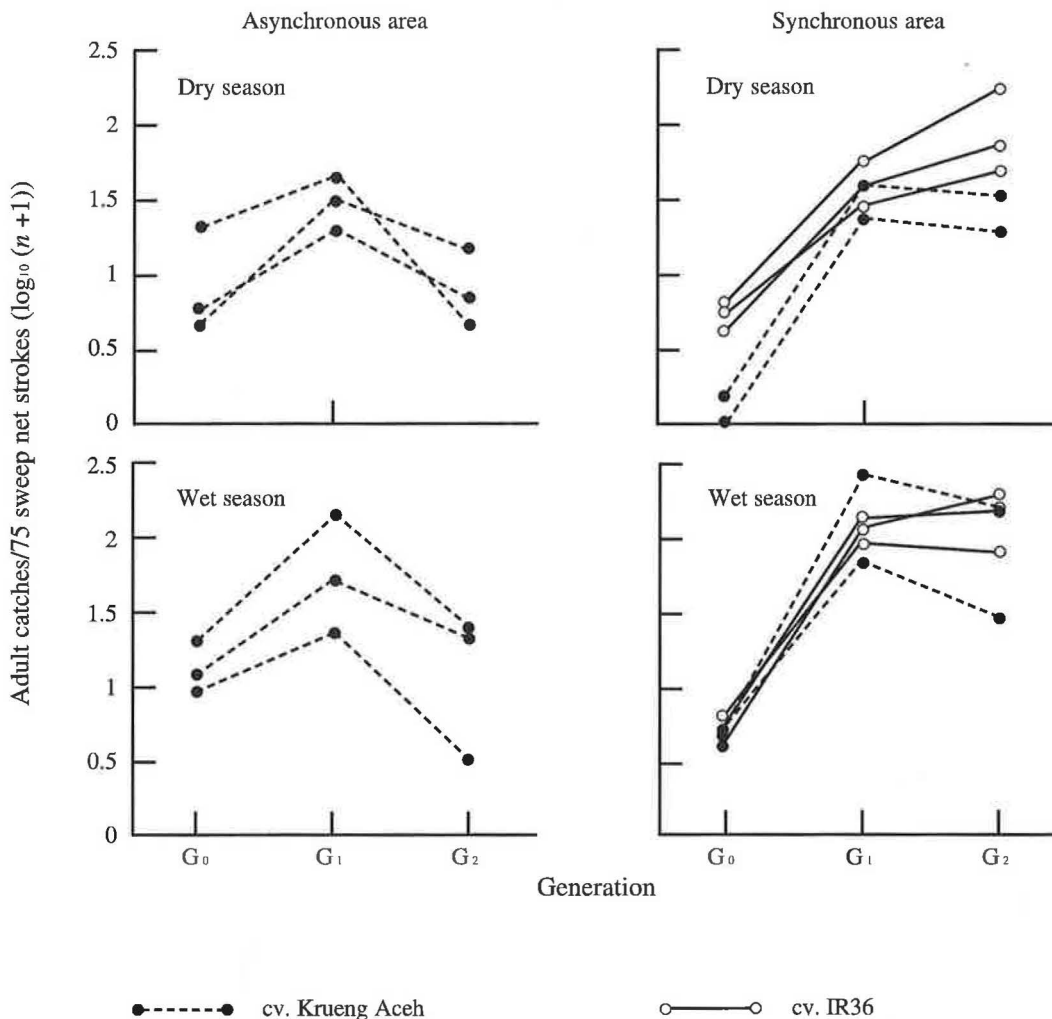 Asynchronous area
Synchronous area
Adult catches/75 sweep net strokes (log₁₀ (n +1))
2.5
2
1.5
1
0.5
0
Dry season
Dry season
2.5
2
1.5
1
0.5
0
Wet season
Wet season
G₀ G₁ G₂
G₀ G₁ G₂
Generation
cv. Krueng Aceh
cv. IR36